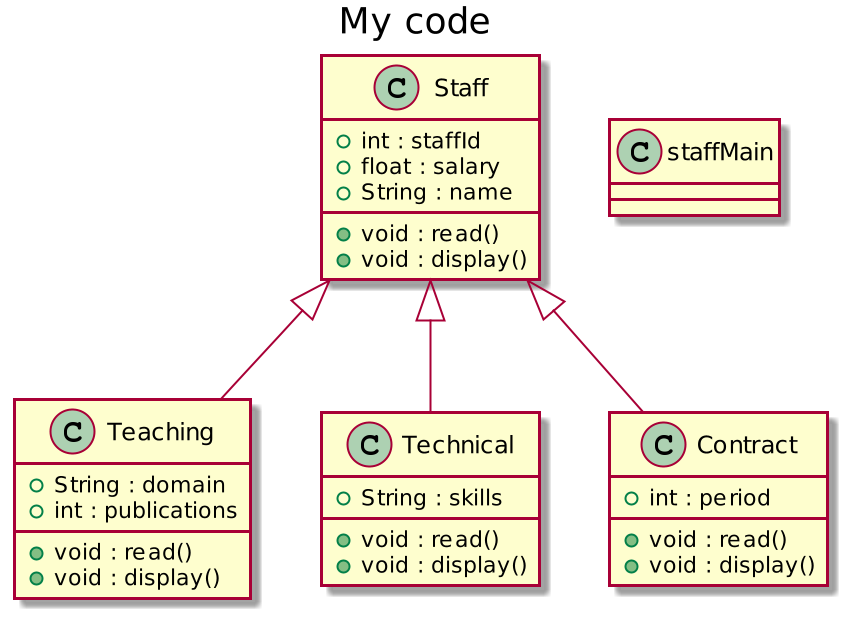 My code
C Staff
int : staffId
float : salary
String : name
void : read()
void : display()
C staffMain
C Teaching
String : domain
int : publications
void : read()
void : display()
C Technical
String : skills
void : read()
void : display()
C Contract
int : period
void : read()
void : display()